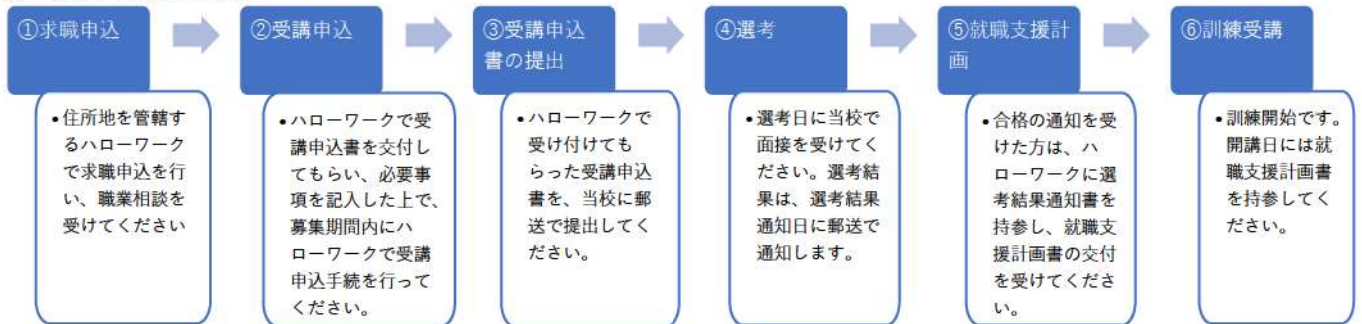 ①求職申込
•住所地を管轄す
るハローワーク
で求職申込を行
い、職業相談を
受けてください
②受講申込
•ハローワークで受
講申込書を交付し
てもらい、必要事
項を記入した上で、
募集期間内にハ
ローワークで受講
申込手続を行って
ください。
③受講申込
書の提出
•ハローワークで
受け付けても
らった受講申込
書を、当校に郵
送で提出してく
ださい。
④選考
•選考日に当校で
面接を受けてく
ださい。選考結
果は、選考結果
通知日に郵送で
通知します。
⑤就職支援計
画
•合格の通知を受
けた方は、ハ
ローワークに選
考結果通知書を
持参し、就職支
援計画書の交付
を受けてくださ
い。
⑥訓練受講
•訓練開始です。
開講日には就
職支援計画書
を持参してく
ださい。